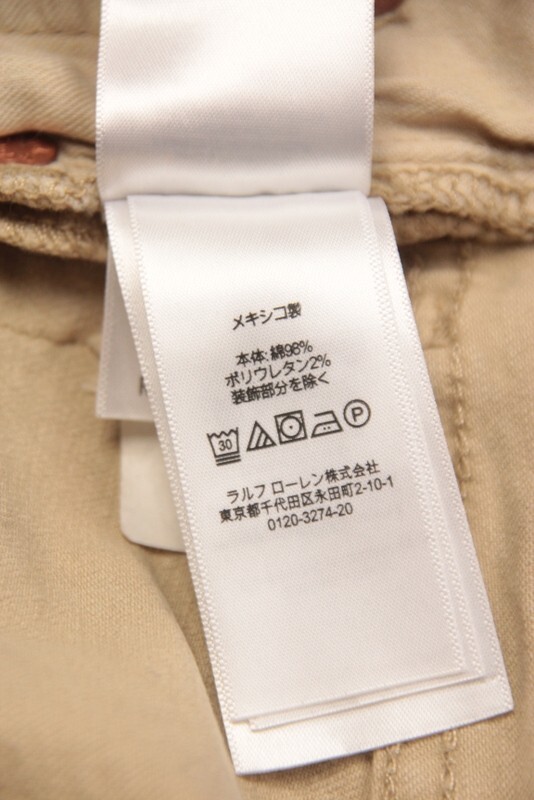 メキシコ製
本体:綿98%
ポリウレタン2%
装飾部分を除く
30 P
ラルフ ローレン株式会社
東京都千代田区永田町2-10-1
0120-3274-20